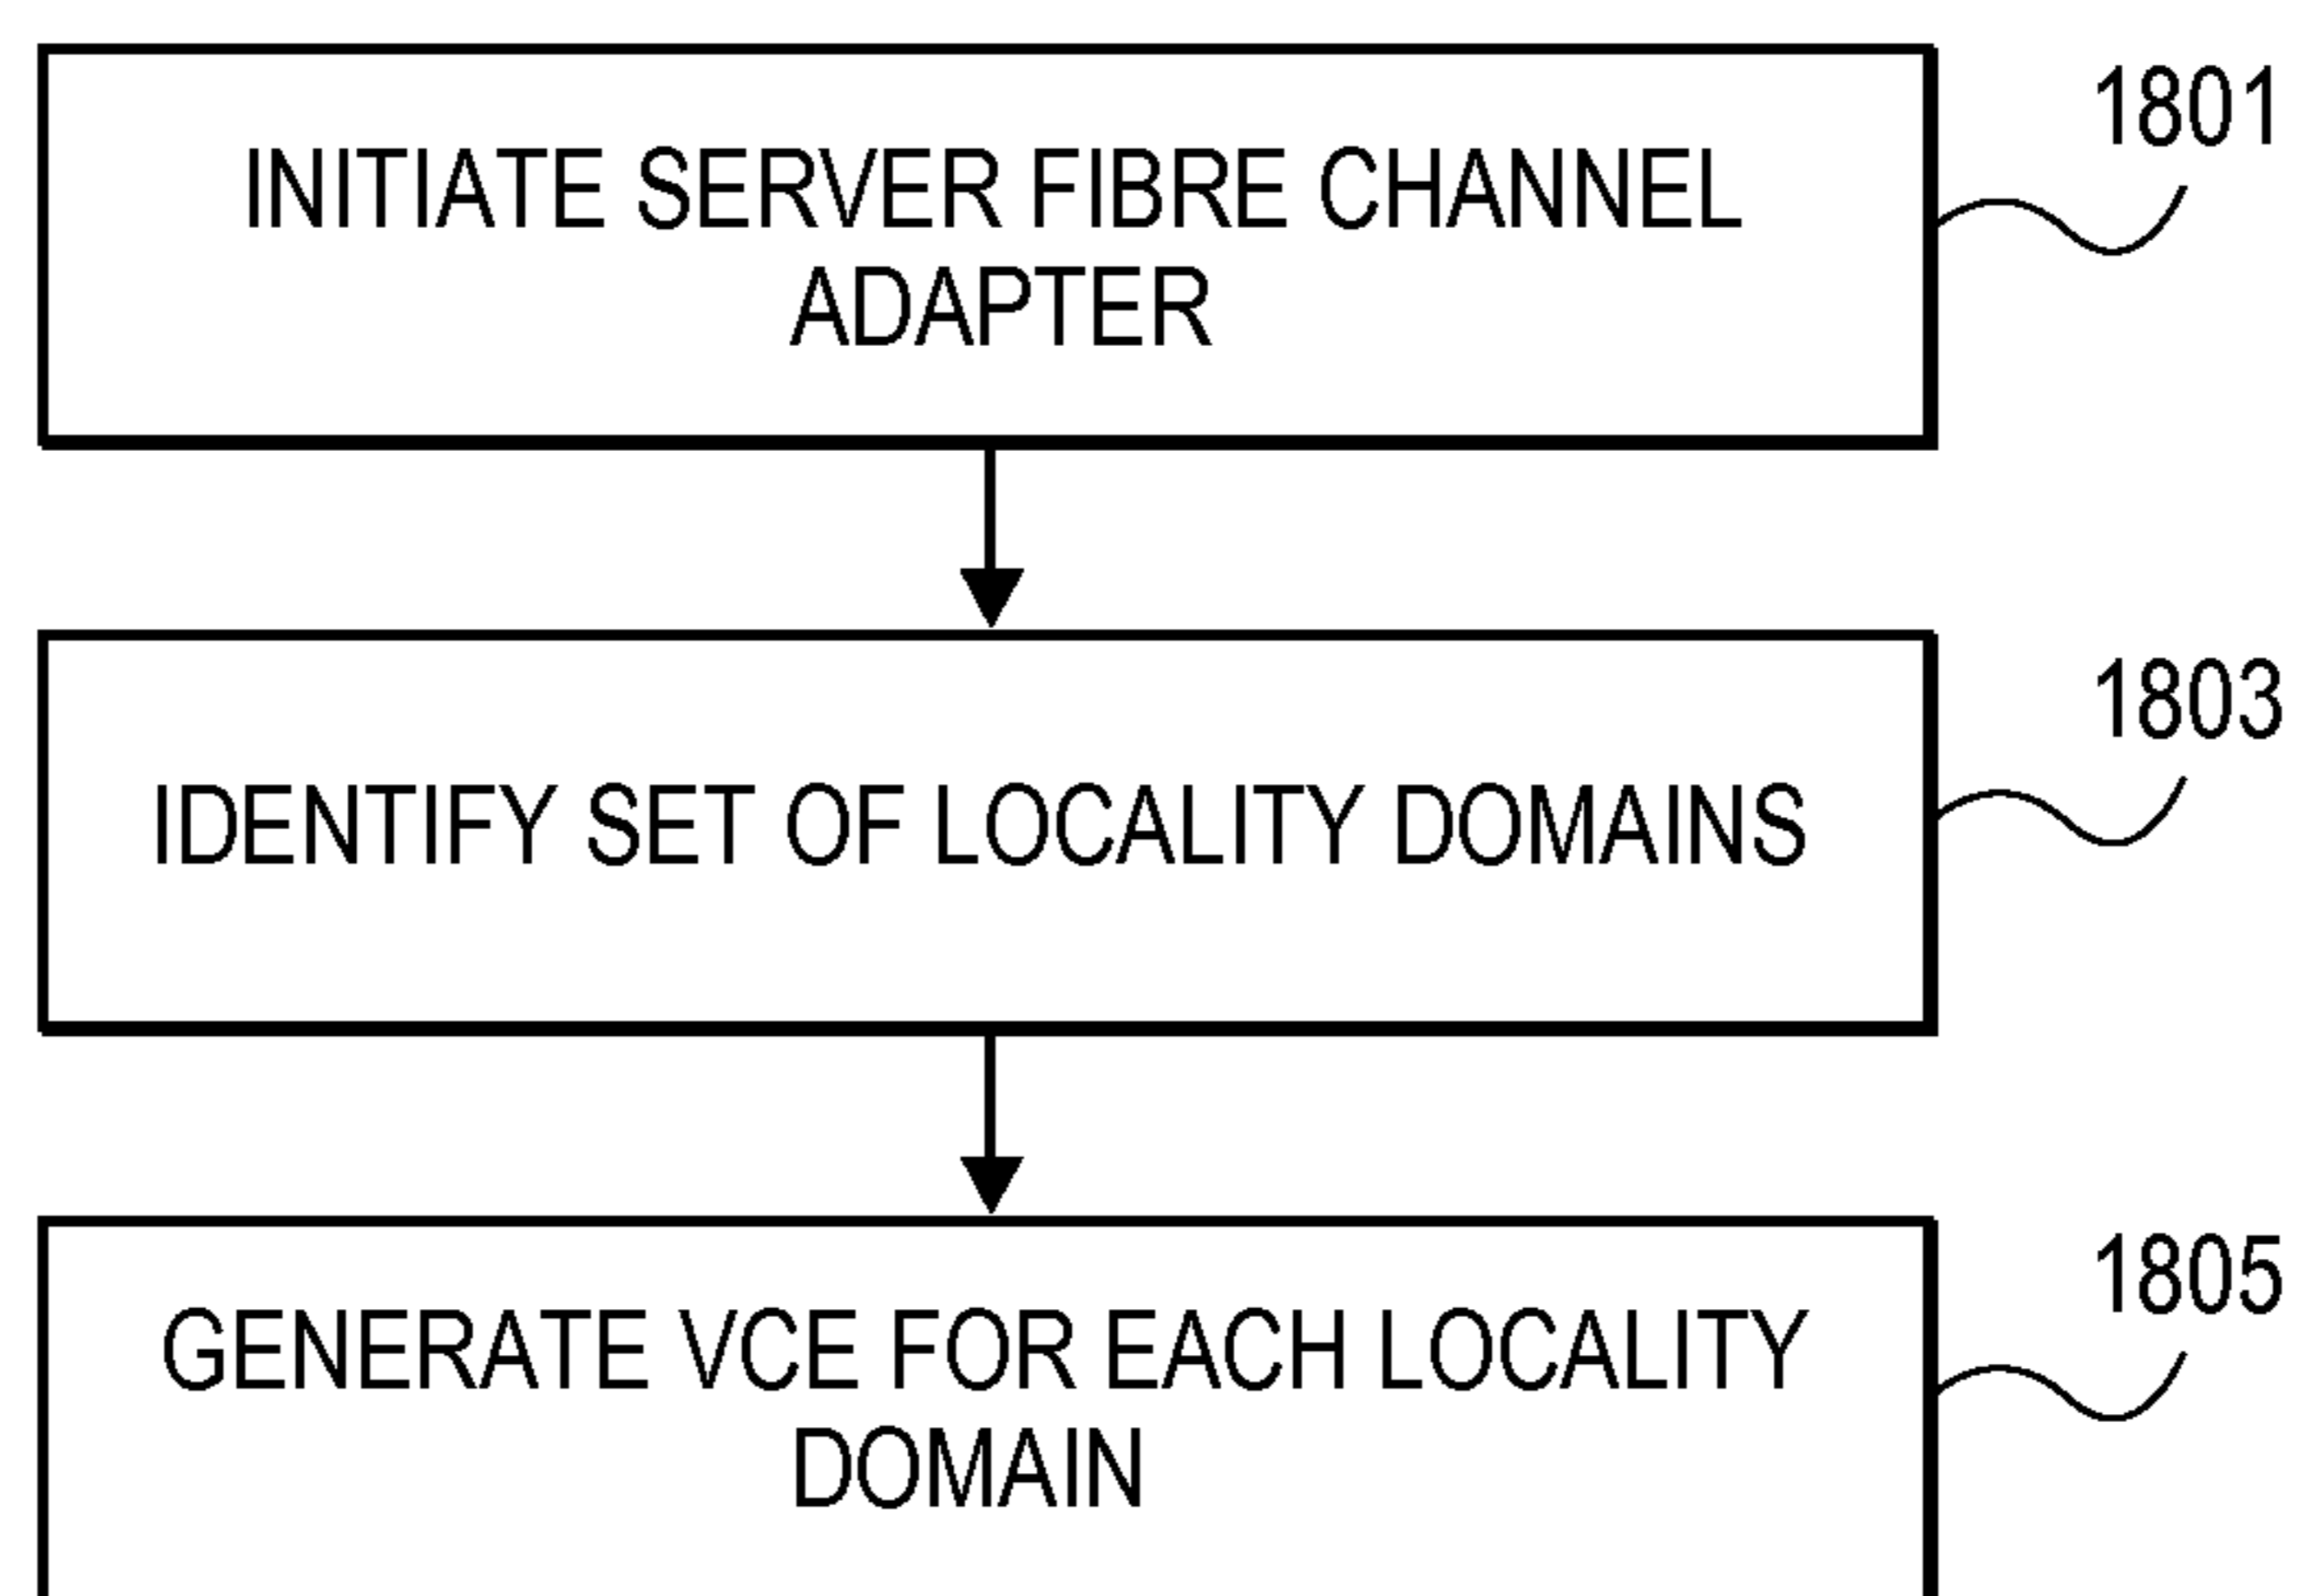 INITIATE SERVER FIBRE CHANNEL
ADAPTER
1801
IDENTIFY SET OF LOCALITY DOMAINS
1803
GENERATE VCE FOR EACH LOCALITY
DOMAIN
1805